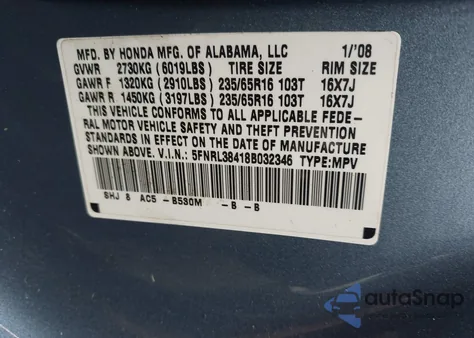 MFD. BY HONDA MFG. OF ALABAMA, LLC 1/'08
GVWR 2730KG (6019LBS) TIRE SIZE RIM SIZE
GAWR F 1320KG (2910LBS) 235/65R16 103T 16X7J
GAWR R 1450KG (3197LBS) 235/65R16 103T 16X7J
THIS VEHICLE CONFORMS TO ALL APPLICABLE FEDE-
RAL MOTOR VEHICLE SAFETY AND THEFT PREVENTION
STANDARDS IN EFFECT ON THE DATE OF MANUFACTURE
SHOWN ABOVE. V.I.N.: 5FNRL38418B032346 TYPE:MPV
SHJ 8 AC5 -B530M -B -B
autoSnap